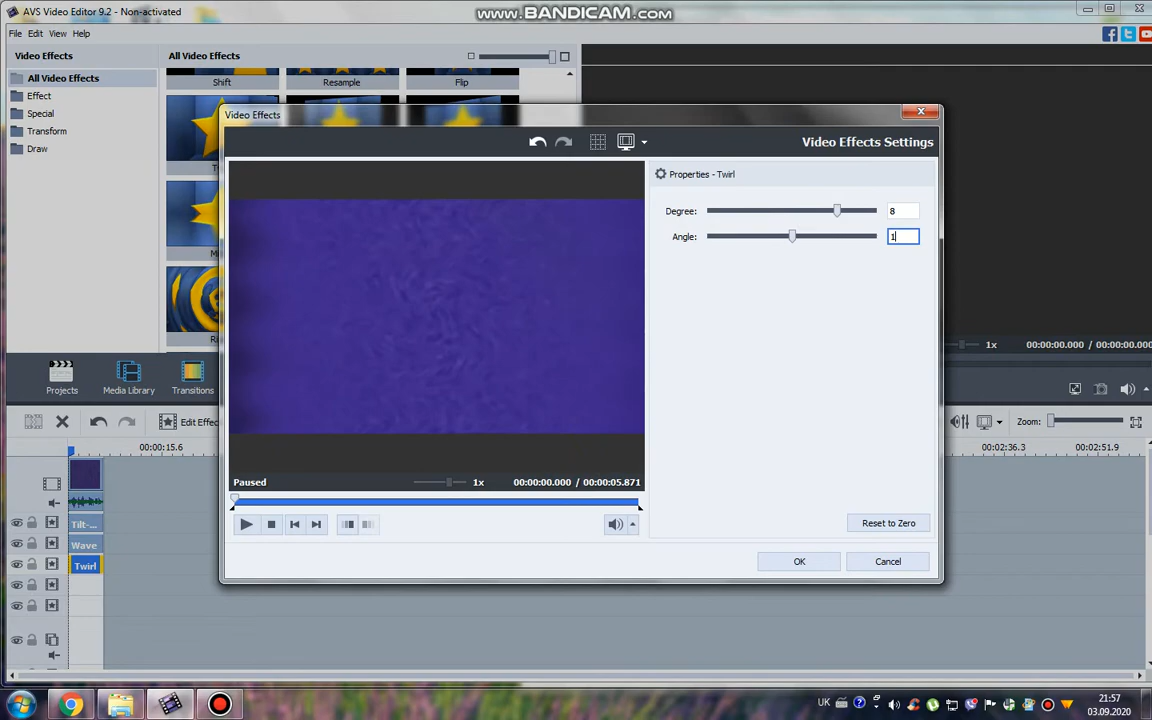 AVS Video Editor 9.2 - Non-activated
www.BANDICAM.com
File Edit View Help
Video Effects
All Video Effects
All Video Effects
Effect
Special
Transform
Draw
Shift
Resample
Flip
Video Effects
Video Effects Settings
Properties - Twirl
Degree: 8
Angle: 1
Paused
1x
00:00:00.000 / 00:00:05.871
Reset to Zero
OK
Cancel
1x
00:00:00.000 / 00:00:00.000
Projects
Media Library
Transitions
Edit Effec
Zoom:
00:00:15.6
00:02:36.3
00:02:51.9
Tilt-...
Wave
Twirl
UK
21:57
03.09.2020